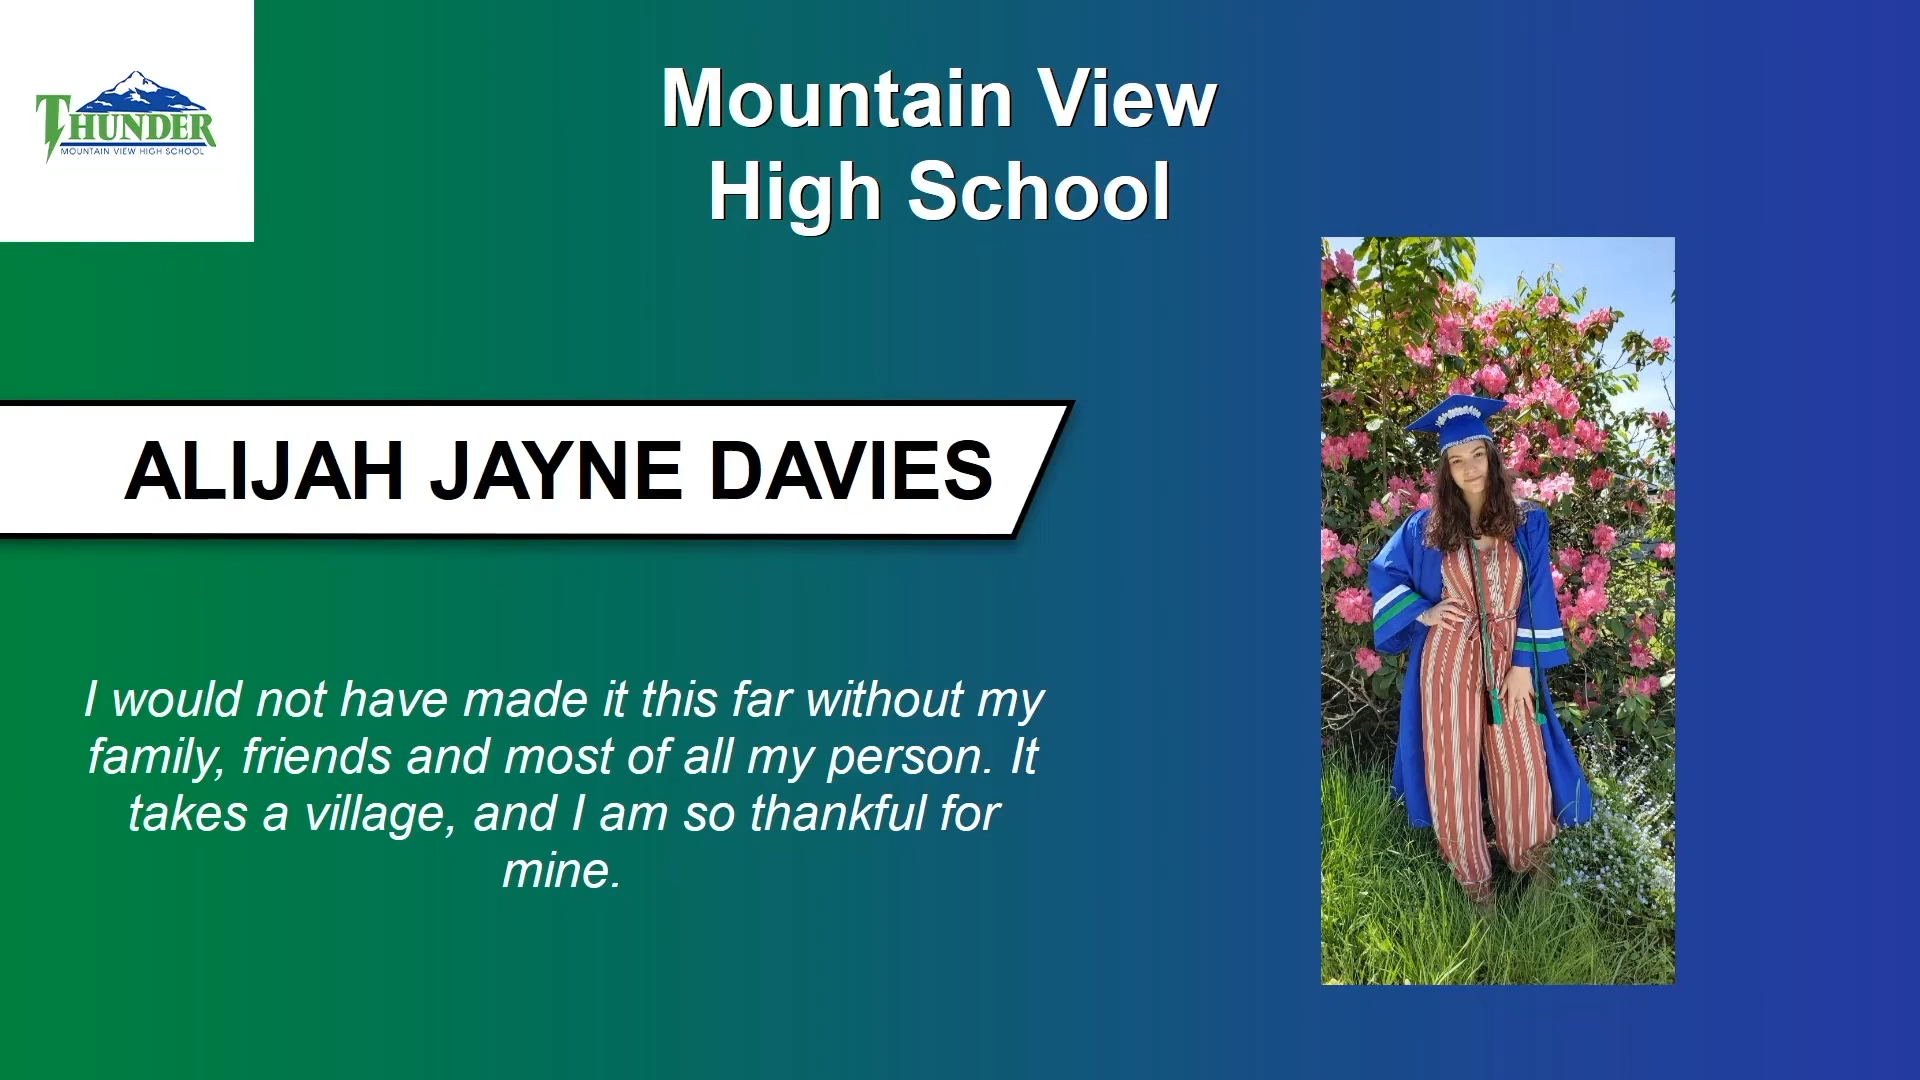 THUNDER
MOUNTAIN VIEW HIGH SCHOOL
Mountain View
High School
ALIJAH JAYNE DAVIES
I would not have made it this far without my
family, friends and most of all my person. It
takes a village, and I am so thankful for
mine.